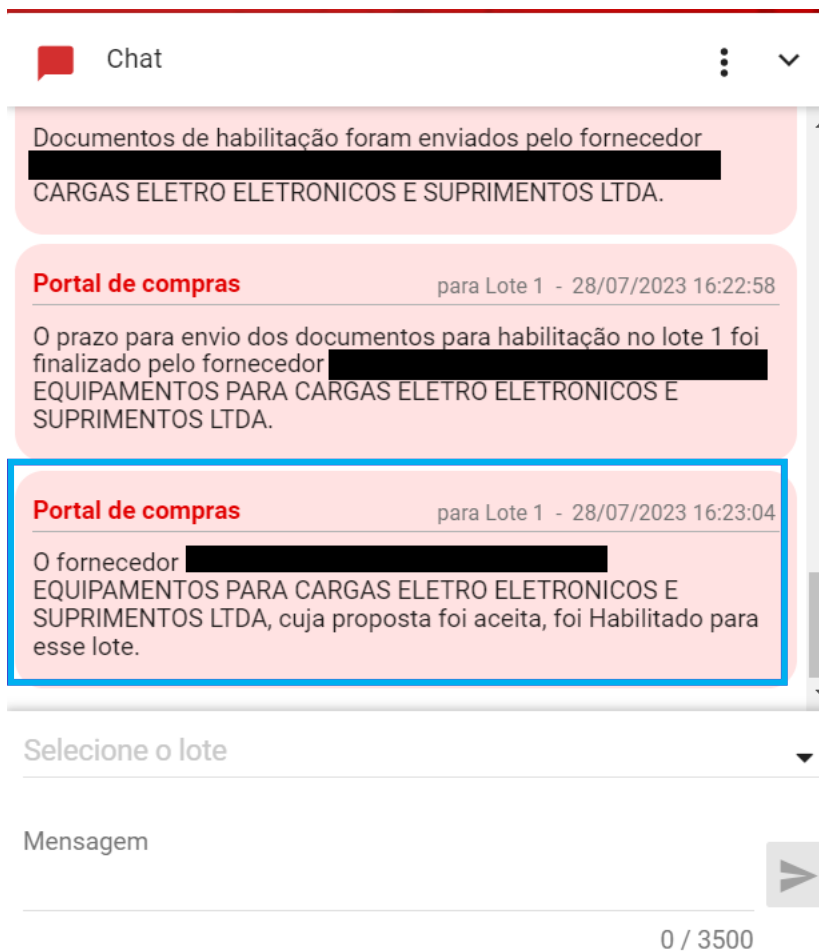 Chat
Documentos de habilitação foram enviados pelo fornecedor
CARGAS ELETRO ELETRONICOS E SUPRIMENTOS LTDA.
Portal de compras para Lote 1 - 28/07/2023 16:22:58
O prazo para envio dos documentos para habilitação no lote 1 foi
finalizado pelo fornecedor
EQUIPAMENTOS PARA CARGAS ELETRO ELETRONICOS E
SUPRIMENTOS LTDA.
Portal de compras para Lote 1 - 28/07/2023 16:23:04
O fornecedor
EQUIPAMENTOS PARA CARGAS ELETRO ELETRONICOS E
SUPRIMENTOS LTDA, cuja proposta foi aceita, foi Habilitado para
esse lote.
Selecione o lote
Mensagem
0 / 3500